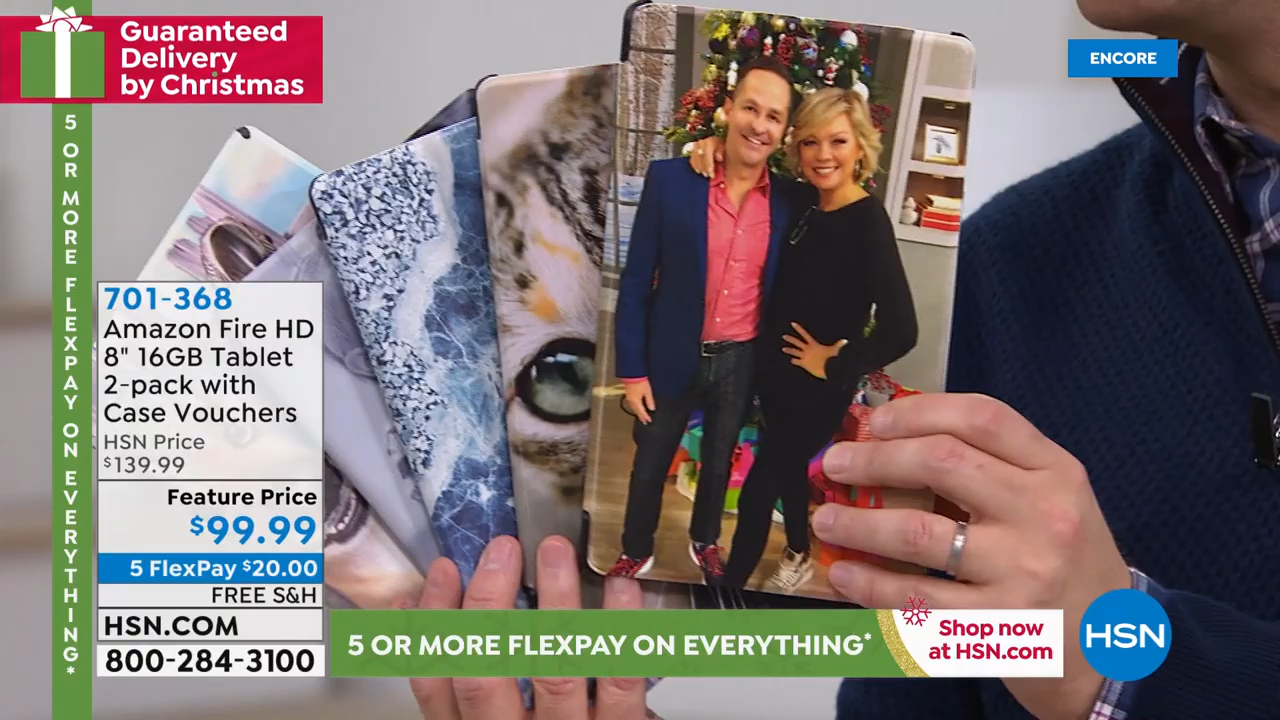 Guaranteed
Delivery
by Christmas
ENCORE
5 OR MORE FLEXPAY ON EVERYTHING*
701-368
Amazon Fire HD
8" 16GB Tablet
2-pack with
Case Vouchers
HSN Price
$139.99
Feature Price
$99.99
5 FlexPay $20.00
FREE S&H
HSN.COM
800-284-3100
5 OR MORE FLEXPAY ON EVERYTHING*
Shop now
at HSN.com
HSN